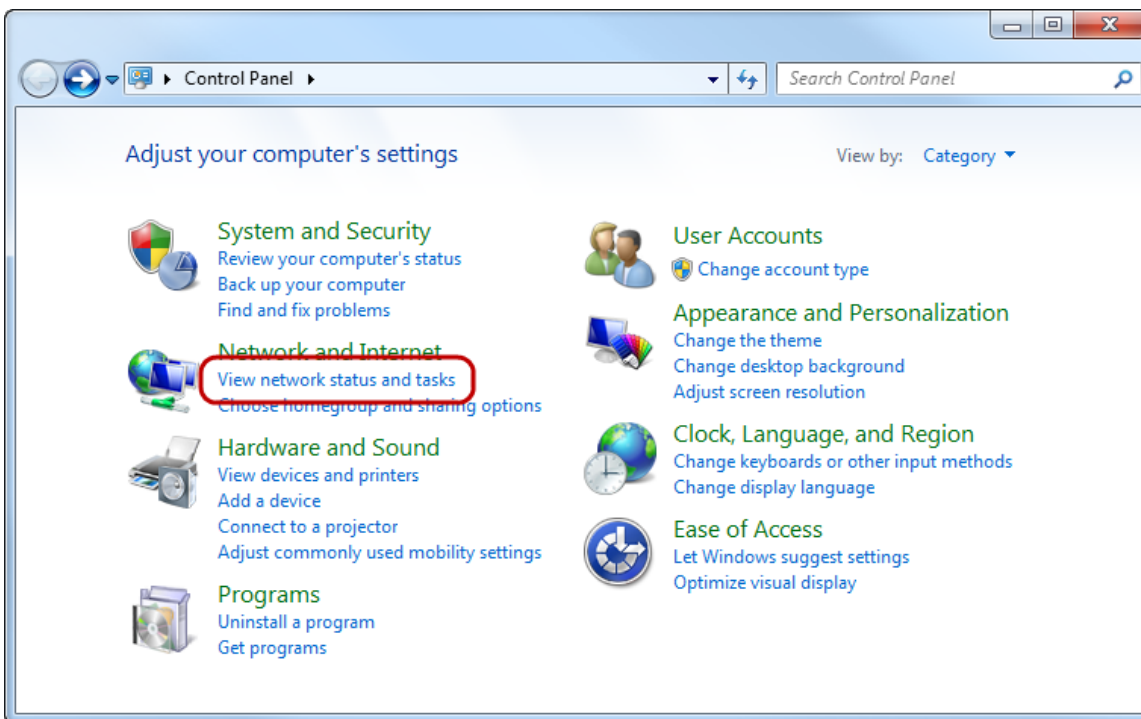 Control Panel
Search Control Panel
Adjust your computer's settings
View by: Category
System and Security
Review your computer's status
Back up your computer
Find and fix problems
Network and Internet
View network status and tasks
Choose homegroup and sharing options
Hardware and Sound
View devices and printers
Add a device
Connect to a projector
Adjust commonly used mobility settings
Programs
Uninstall a program
Get programs
User Accounts
Change account type
Appearance and Personalization
Change the theme
Change desktop background
Adjust screen resolution
Clock, Language, and Region
Change keyboards or other input methods
Change display language
Ease of Access
Let Windows suggest settings
Optimize visual display